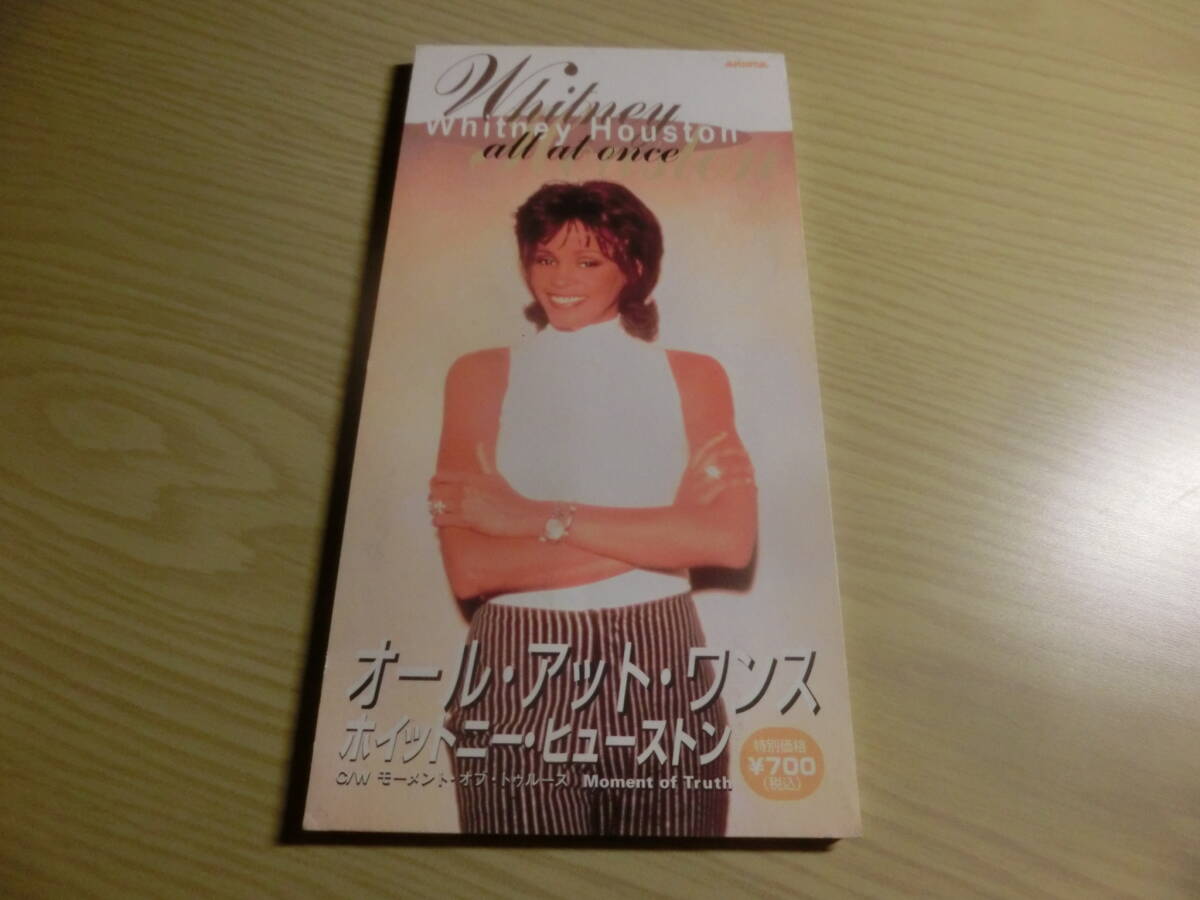 ARISTA
Whitney
Whitney Houston
all at once
オール・アット・ワンス
ホイットニー・ヒューストン
C/W モーメント・オブ・トゥルース Moment of Truth
特別価格
¥700
(税込)